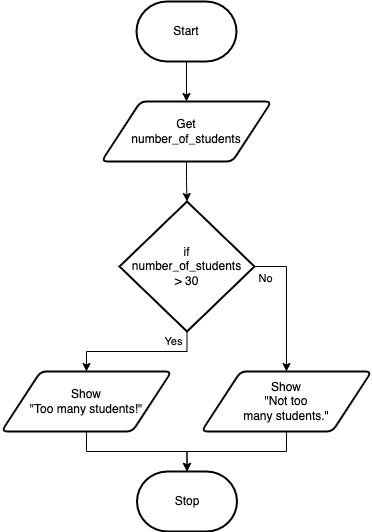 Start
Get
number_of_students
if
number_of_students
> 30
No
Yes
Show
"Too many students!"
Show
"Not too
many students."
Stop